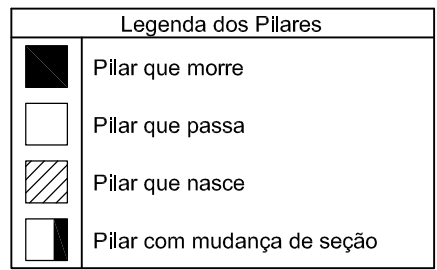 Legenda dos Pilares
Pilar que morre
Pilar que passa
Pilar que nasce
Pilar com mudança de seção